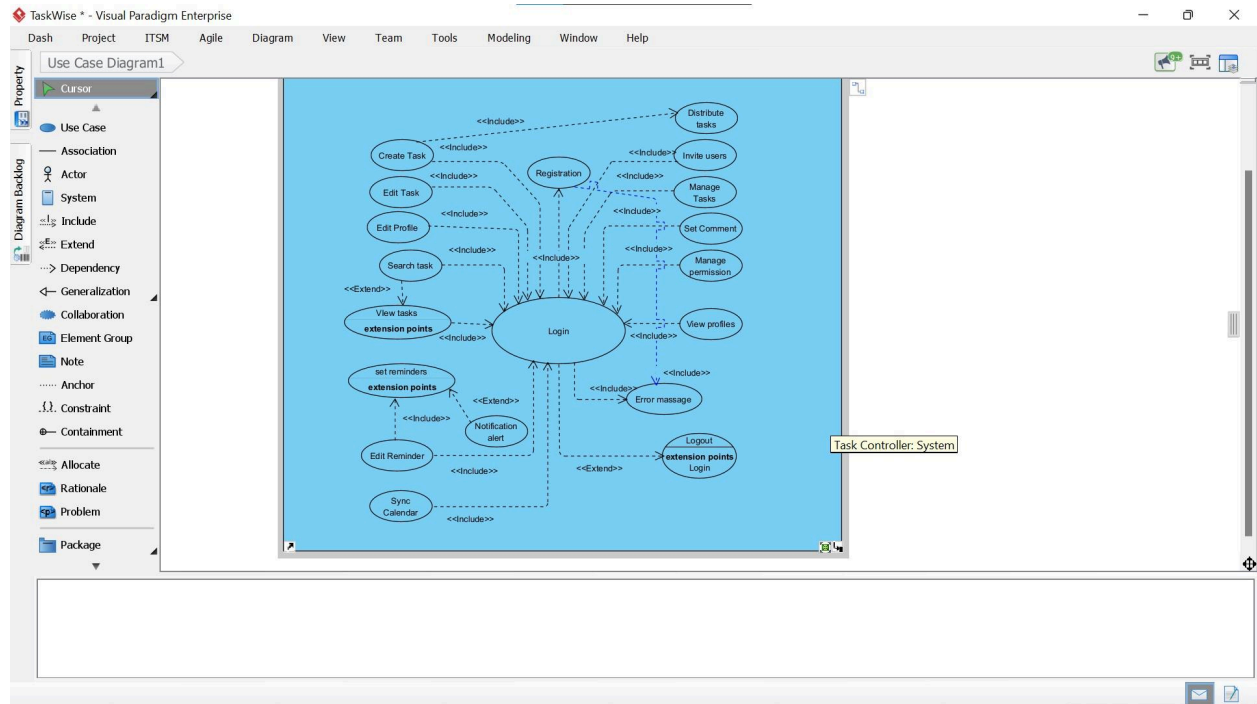 TaskWise * - Visual Paradigm Enterprise
Dash Project ITSM Agile Diagram View Team Tools Modeling Window Help
Use Case Diagram1
9+
Property
Diagram Backlog
Cursor
Use Case
Association
Actor
System
Include
Extend
Dependency
Generalization
Collaboration
Element Group
Note
Anchor
Constraint
Containment
Allocate
Rationale
Problem
Package
Distribute
tasks
<<Include>>
Create Task
<<Include>>
Registration
<<Include>>
Invite users
Edit Task
<<Include>>
<<Include>>
Manage
Tasks
Edit Profile
<<Include>>
<<Include>>
Set Comment
Search task
<<Include>>
<<Include>>
<<Include>>
Manage
permission
<<Extend>>
View tasks
extension points
<<Include>>
Login
<<Include>>
View profiles
set reminders
extension points
<<Include>>
<<Extend>>
Notification
alert
<<Include>>
<<Include>>
Error massage
Edit Reminder
<<Include>>
<<Extend>>
Logout
extension points
Login
Sync
Calendar
<<Include>>
Task Controller: System